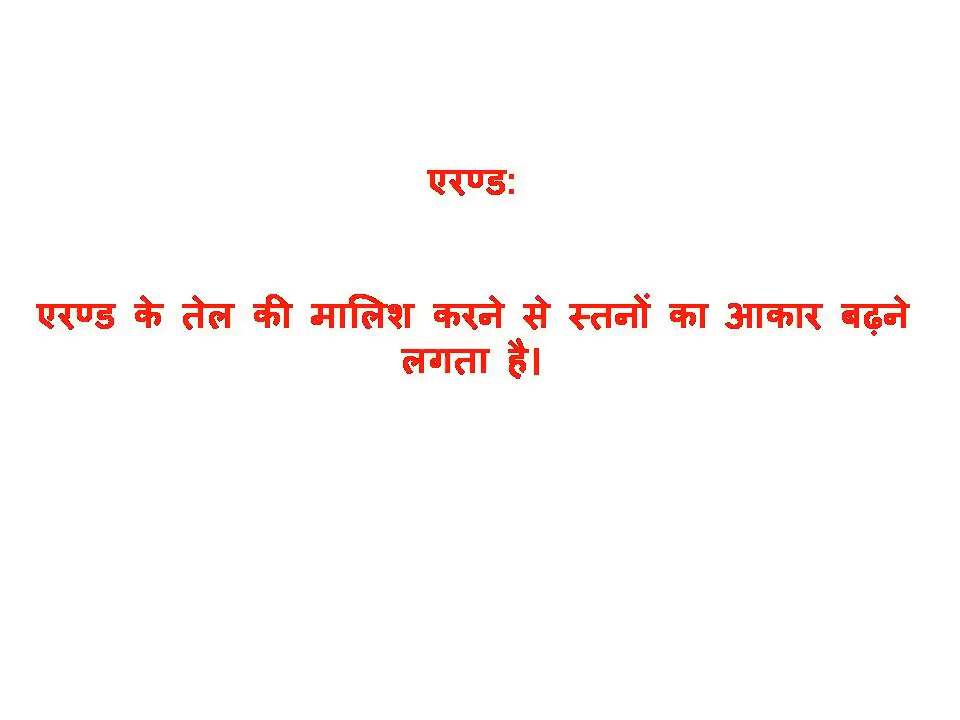 एरण्ड:
एरण्ड के तेल की मालिश करने से स्तनों का आकार बढ़ने
लगता है।